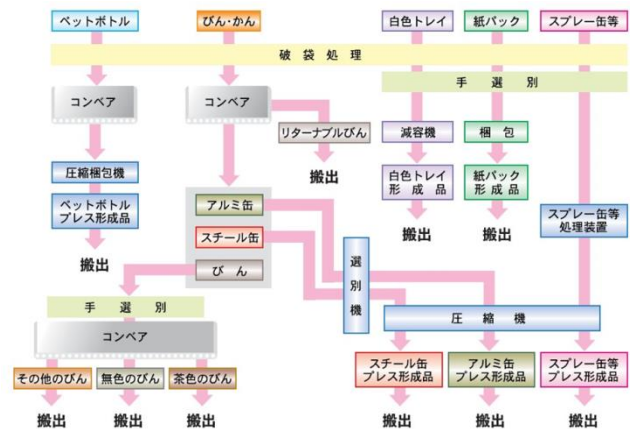 ペットボトル
びん・かん
白色トレイ
紙パック
スプレー缶等
破袋処理
手選別
コンベア
コンベア
リターナブルびん
減容機
梱包
搬出
圧縮梱包機
白色トレイ
形成品
紙パック
形成品
ペットボトル
プレス形成品
アルミ缶
スプレー缶等
処理装置
搬出
搬出
スチール缶
搬出
びん
選別機
手選別
圧縮機
コンベア
その他のびん
無色のびん
茶色のびん
スチール缶
プレス形成品
アルミ缶
プレス形成品
スプレー缶等
プレス形成品
搬出
搬出
搬出
搬出
搬出
搬出